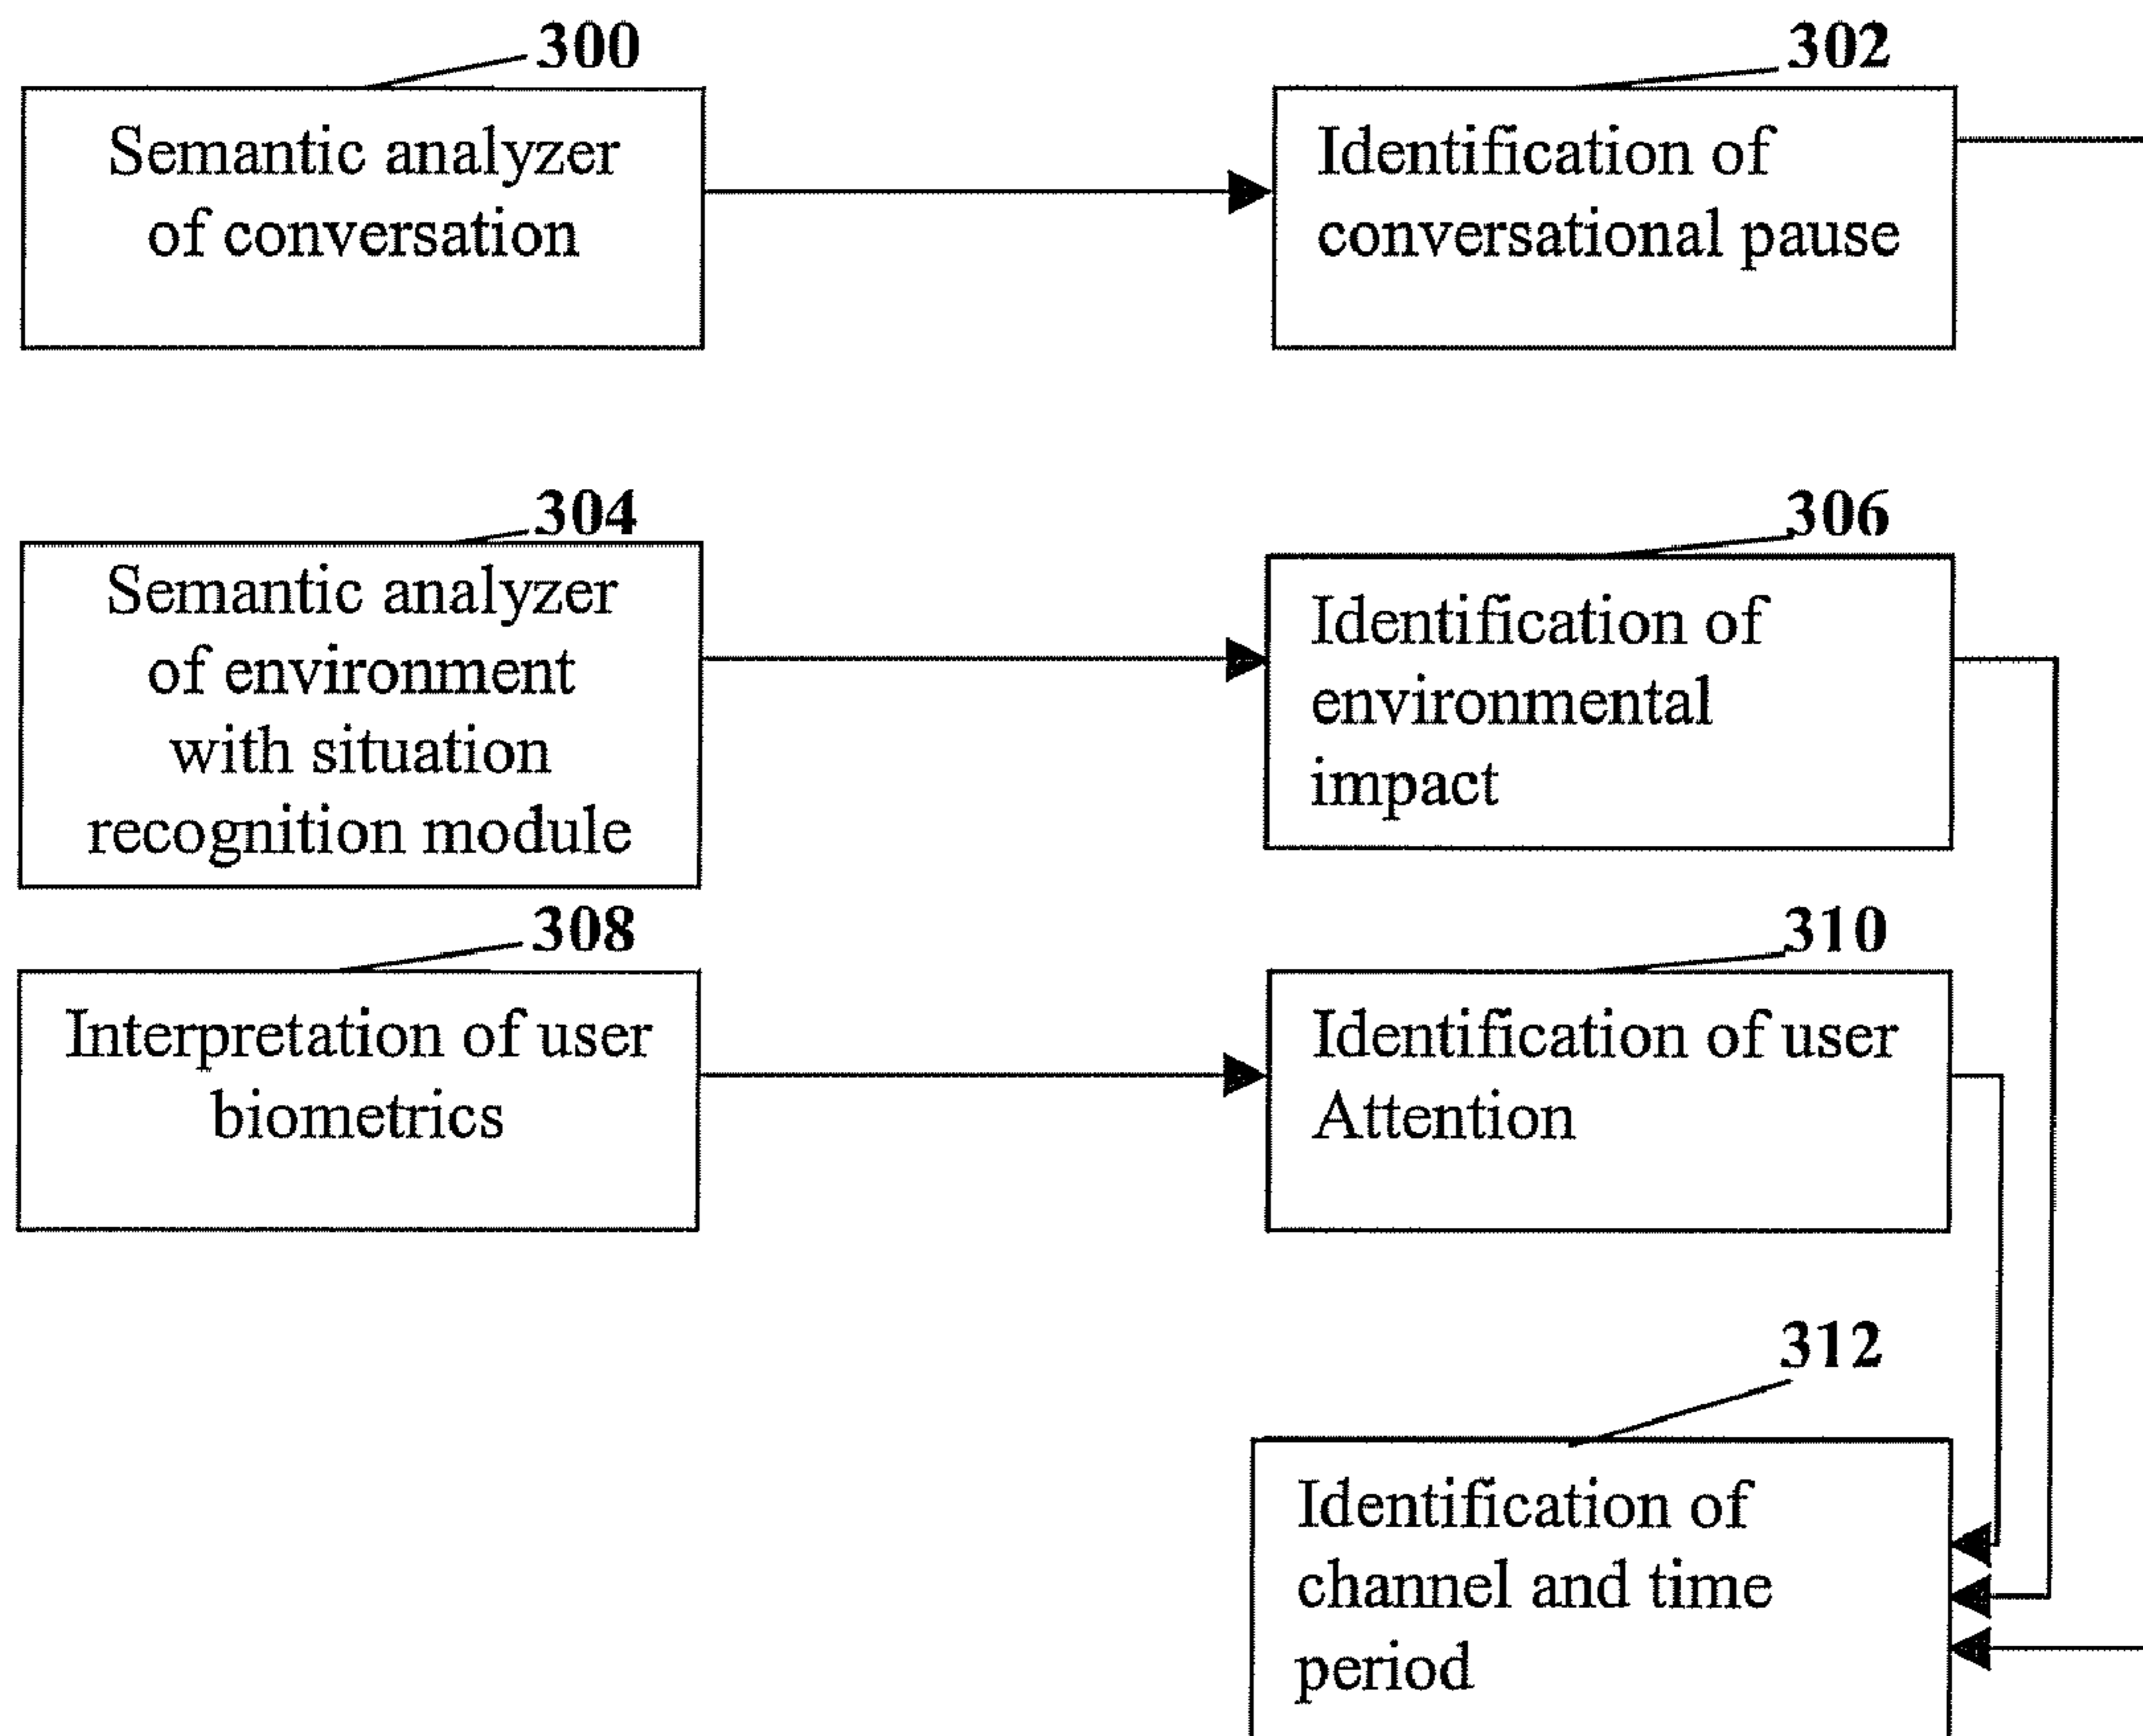 300
Semantic analyzer
of conversation
302
Identification of
conversational pause
304
Semantic analyzer
of environment
with situation
recognition module
306
Identification of
environmental
impact
308
Interpretation of user
biometrics
310
Identification of user
Attention
312
Identification of
channel and time
period